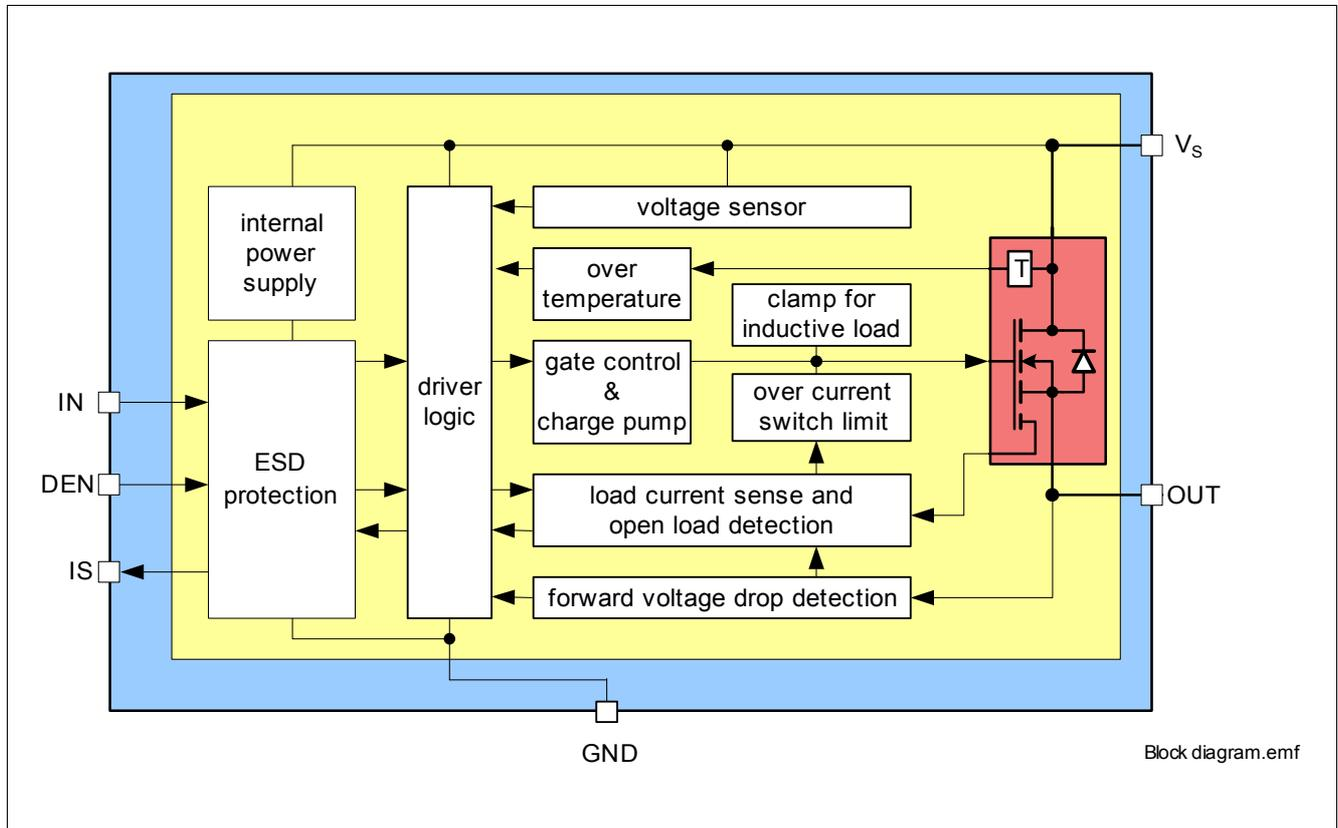 V_S
voltage sensor
internal
power
supply
over
temperature
T
clamp for
inductive load
gate control
&
charge pump
driver
logic
over current
switch limit
IN
ESD
protection
DEN
load current sense and
open load detection
OUT
IS
forward voltage drop detection
GND
Block diagram.emf